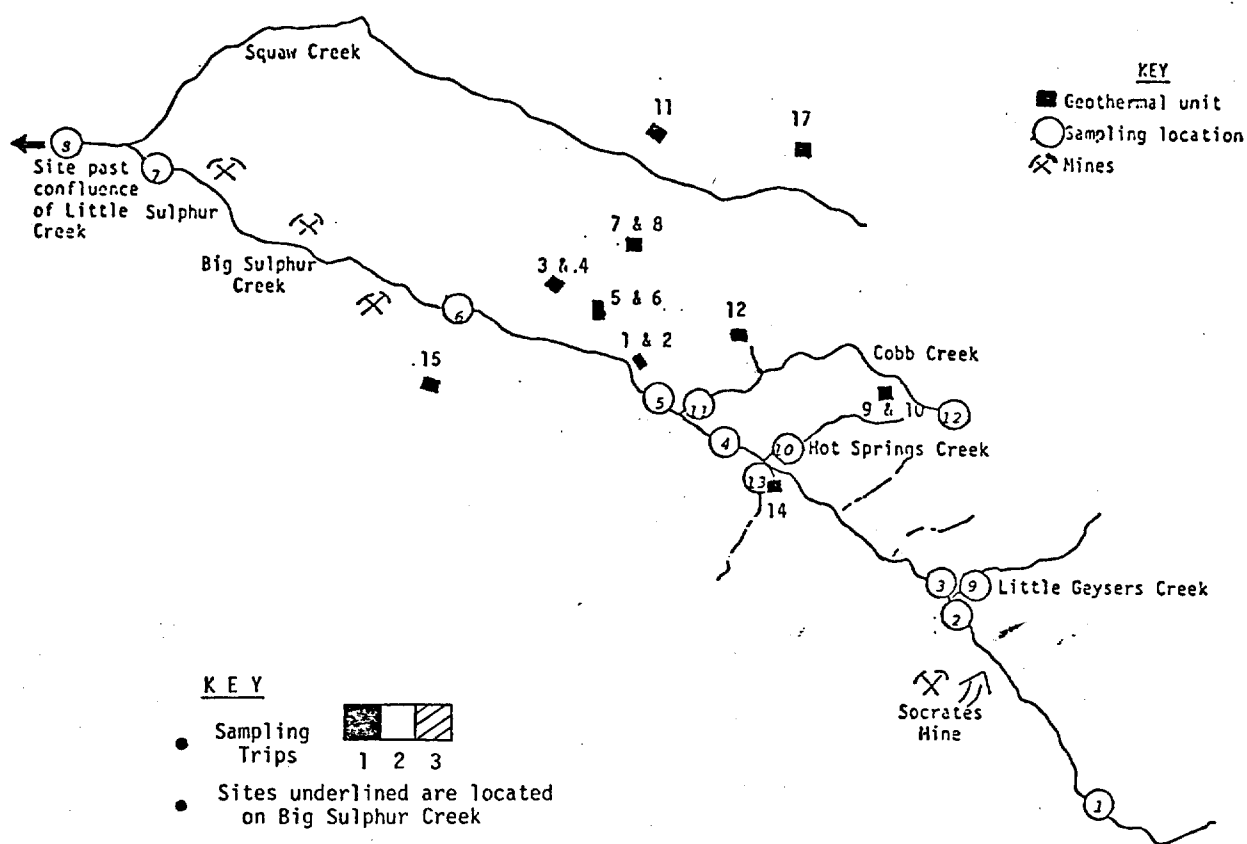 Squaw Creek
KEY
Geothermal unit
Sampling location
Mines
11
17
8
7
Site past
confluence
of Little Sulphur
Creek
Big Sulphur
Creek
7 & 8
3 & .4
5 & 6
6
12
1 & 2
Cobb Creek
.15
5
11
9 & 10
12
4
10
Hot Springs Creek
13
14
3
9
Little Geysers Creek
2
Socrates
Mine
1
KEY
Sampling
Trips
1 2 3
Sites underlined are located
on Big Sulphur Creek